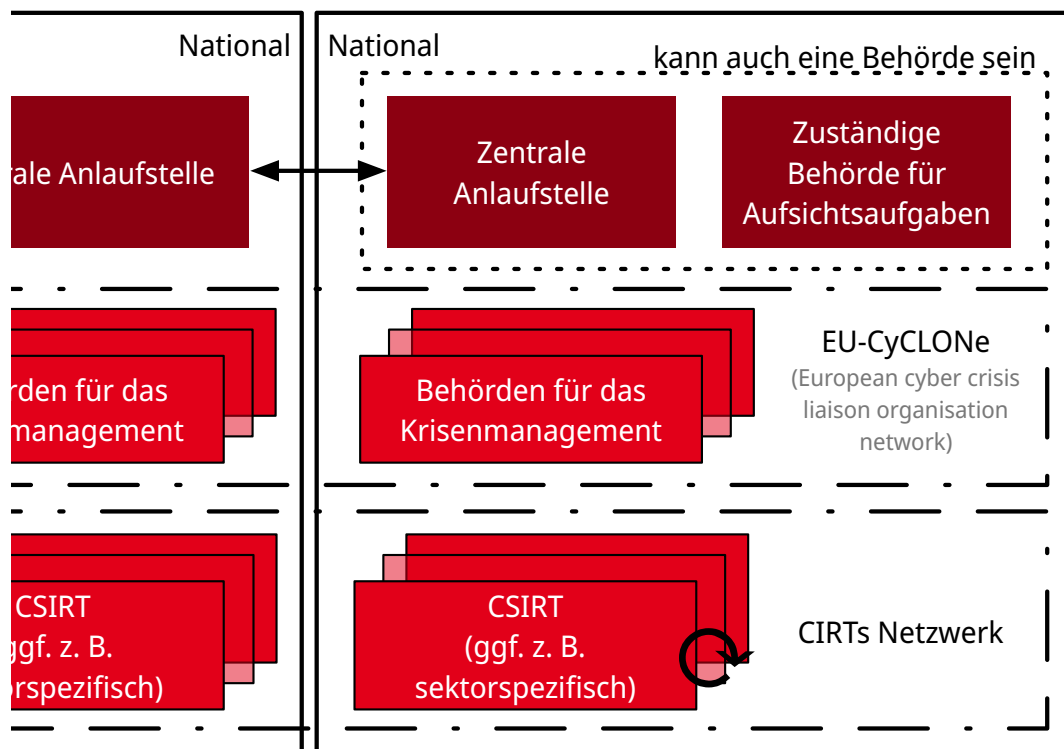 National
National
kann auch eine Behörde sein
rale Anlaufstelle
Zentrale
Anlaufstelle
Zuständige
Behörde für
Aufsichtsaufgaben
rden für das
management
Behörden für das
Krisenmanagement
EU-CyCLONe
(European cyber crisis
liaison organisation
network)
CSIRT
ggf. z. B.
rspezifisch)
CSIRT
(ggf. z. B.
sektorspezifisch)
CIRTs Netzwerk